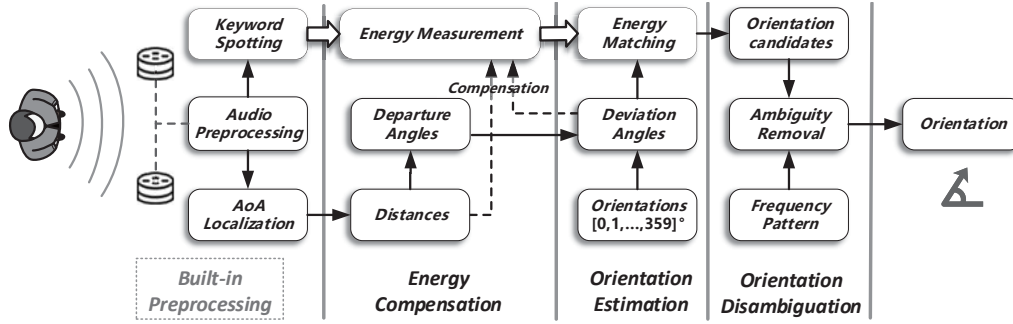 Keyword
Spotting
Energy Measurement
Energy
Matching
Orientation
candidates
Compensation
Audio
Preprocessing
Departure
Angles
Deviation
Angles
Ambiguity
Removal
Orientation
AoA
Localization
Distances
Orientations
[0,1,...,359]°
Frequency
Pattern
Built-in
Preprocessing
Energy
Compensation
Orientation
Estimation
Orientation
Disambiguation